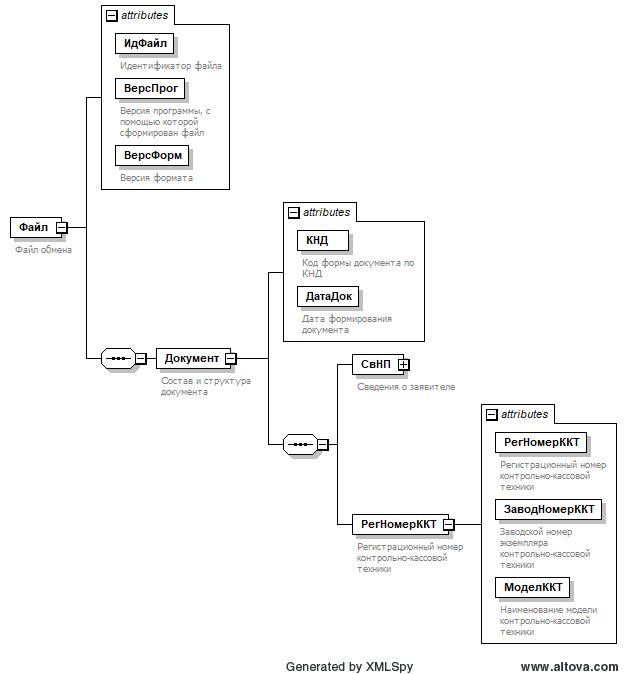 attributes
ИдФайл
Идентификатор файла
ВерсПрог
Версия программы, с
помощью которой
сформирован файл
ВерсФорм
Версия формата
Файл
Файл обмена
Документ
Состав и структура
документа
attributes
КНД
Код формы документа по
КНД
ДатаДок
Дата формирования
документа
СвНП
Сведения о заявителе
РегНомерККТ
Регистрационный номер
контрольно-кассовой
техники
attributes
РегНомерККТ
Регистрационный номер
контрольно-кассовой
техники
ЗаводНомерККТ
Заводской номер
экземпляра
контрольно-кассовой
техники
МоделККТ
Наименование модели
контрольно-кассовой
техники
Generated by XMLSpy www.altova.com